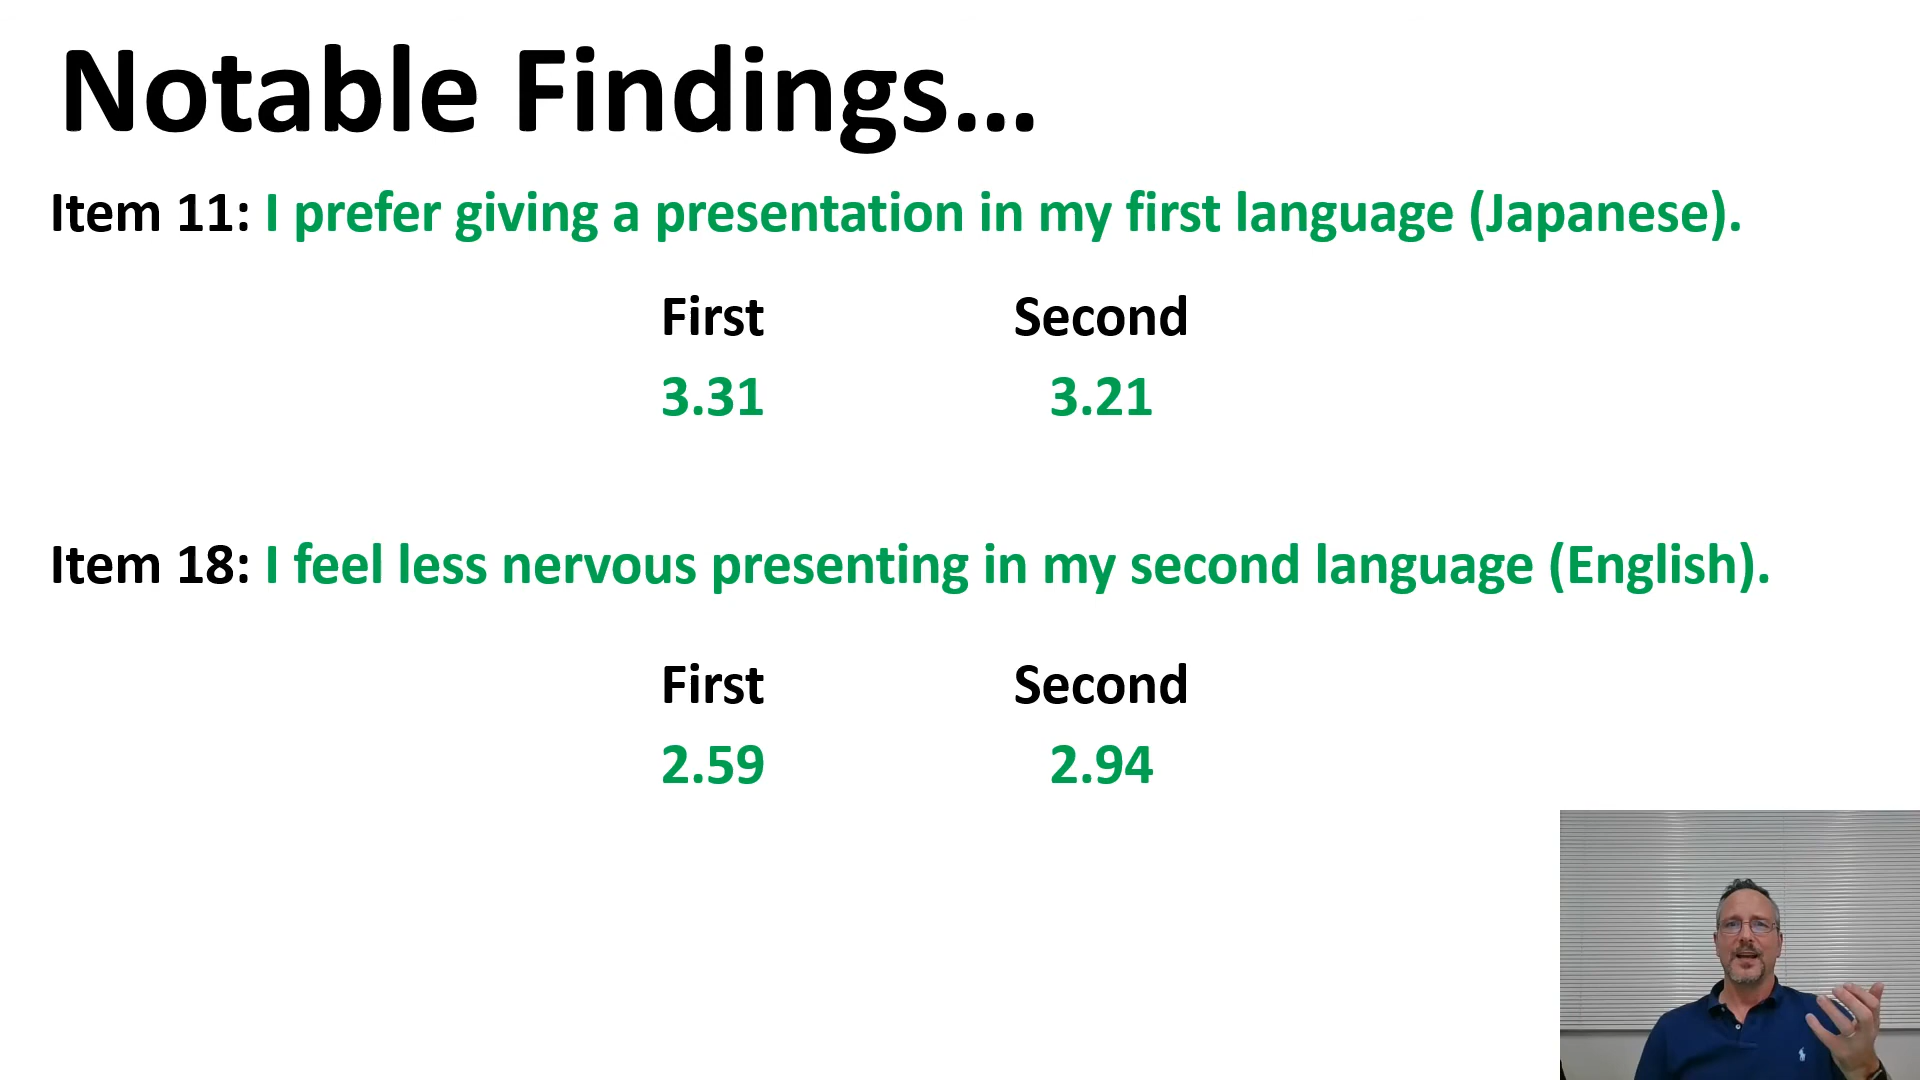 Notable Findings...
Item 11: I prefer giving a presentation in my first language (Japanese).
First Second
3.31 3.21
Item 18: I feel less nervous presenting in my second language (English).
First Second
2.59 2.94